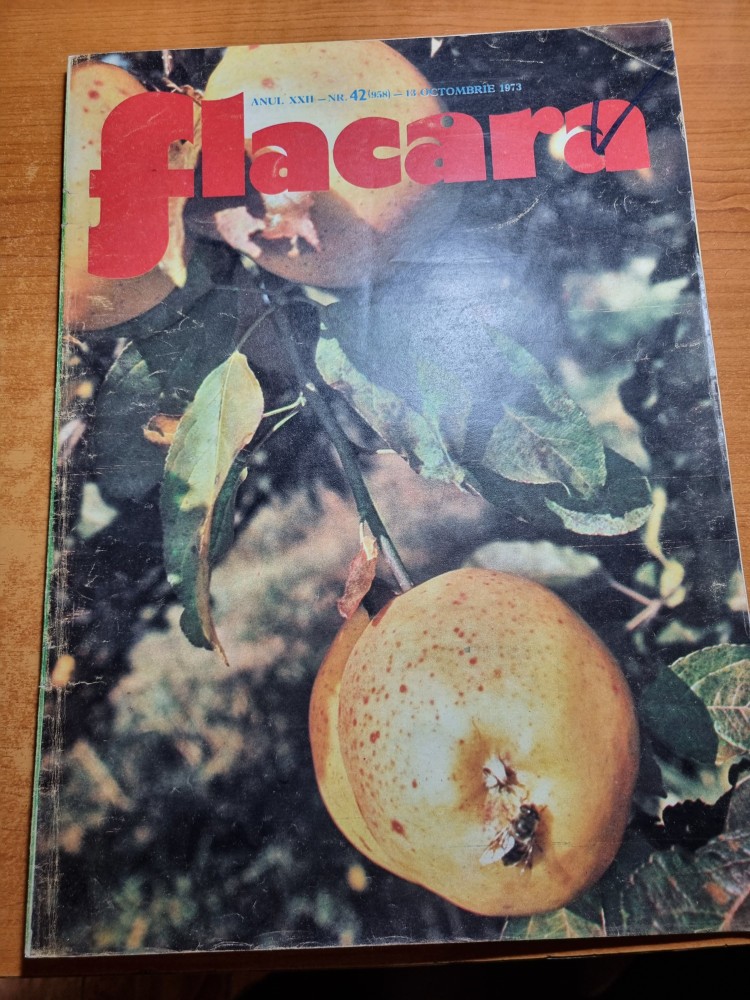 ANUL XXII — NR. 42 (958) — 13 OCTOMBRIE 1973
flacara